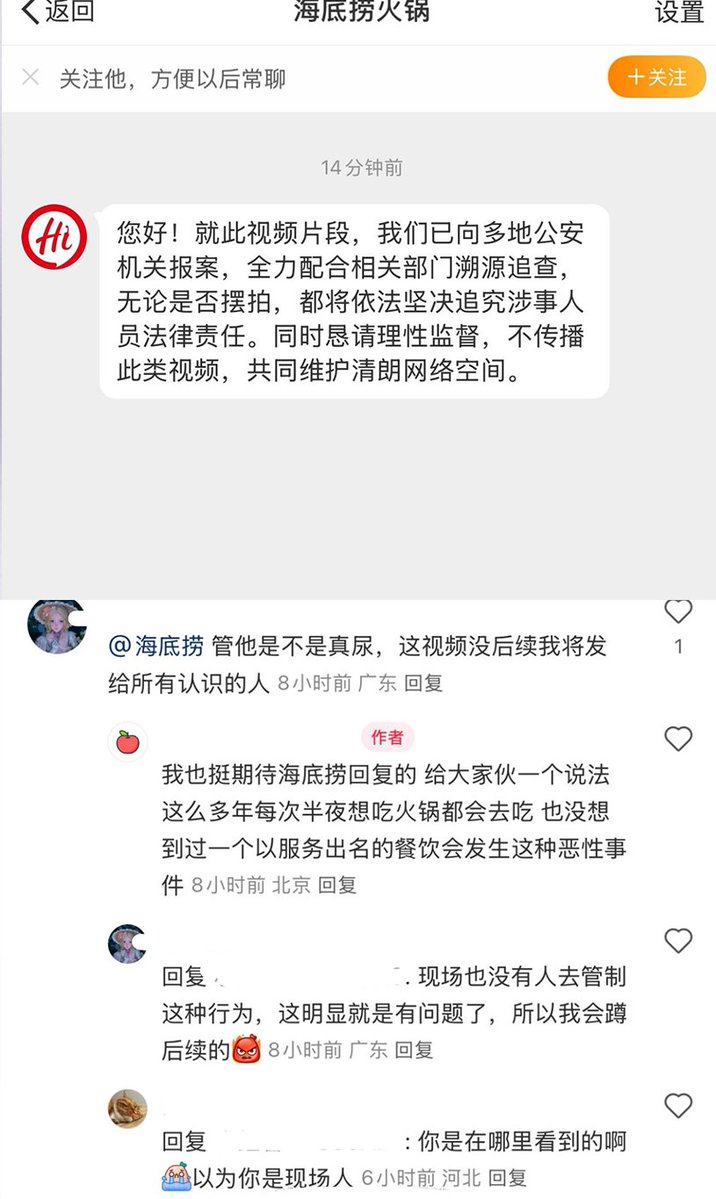 返回
海底捞火锅
设置
关注他，方便以后常聊
+关注
14分钟前
Hi
您好！就此视频片段，我们已向多地公安
机关报案，全力配合相关部门溯源追查，
无论是否摆拍，都将依法坚决追究涉事人
员法律责任。同时恳请理性监督，不传播
此类视频，共同维护清朗网络空间。
@海底捞 管他是不是真尿，这视频没后续我将发
给所有认识的人 8小时前 广东 回复
1
作者
我也挺期待海底捞回复的 给大家伙一个说法
这么多年每次半夜想吃火锅都会去吃 也没想
到过一个以服务出名的餐饮会发生这种恶性事
件 8小时前 北京 回复
回复 . 现场也没有人去管制
这种行为，这明显就是有问题了，所以我会蹲
后续的 8小时前 广东 回复
回复 : 你是在哪里看到的啊
以为你是现场人 6小时前 河北 回复